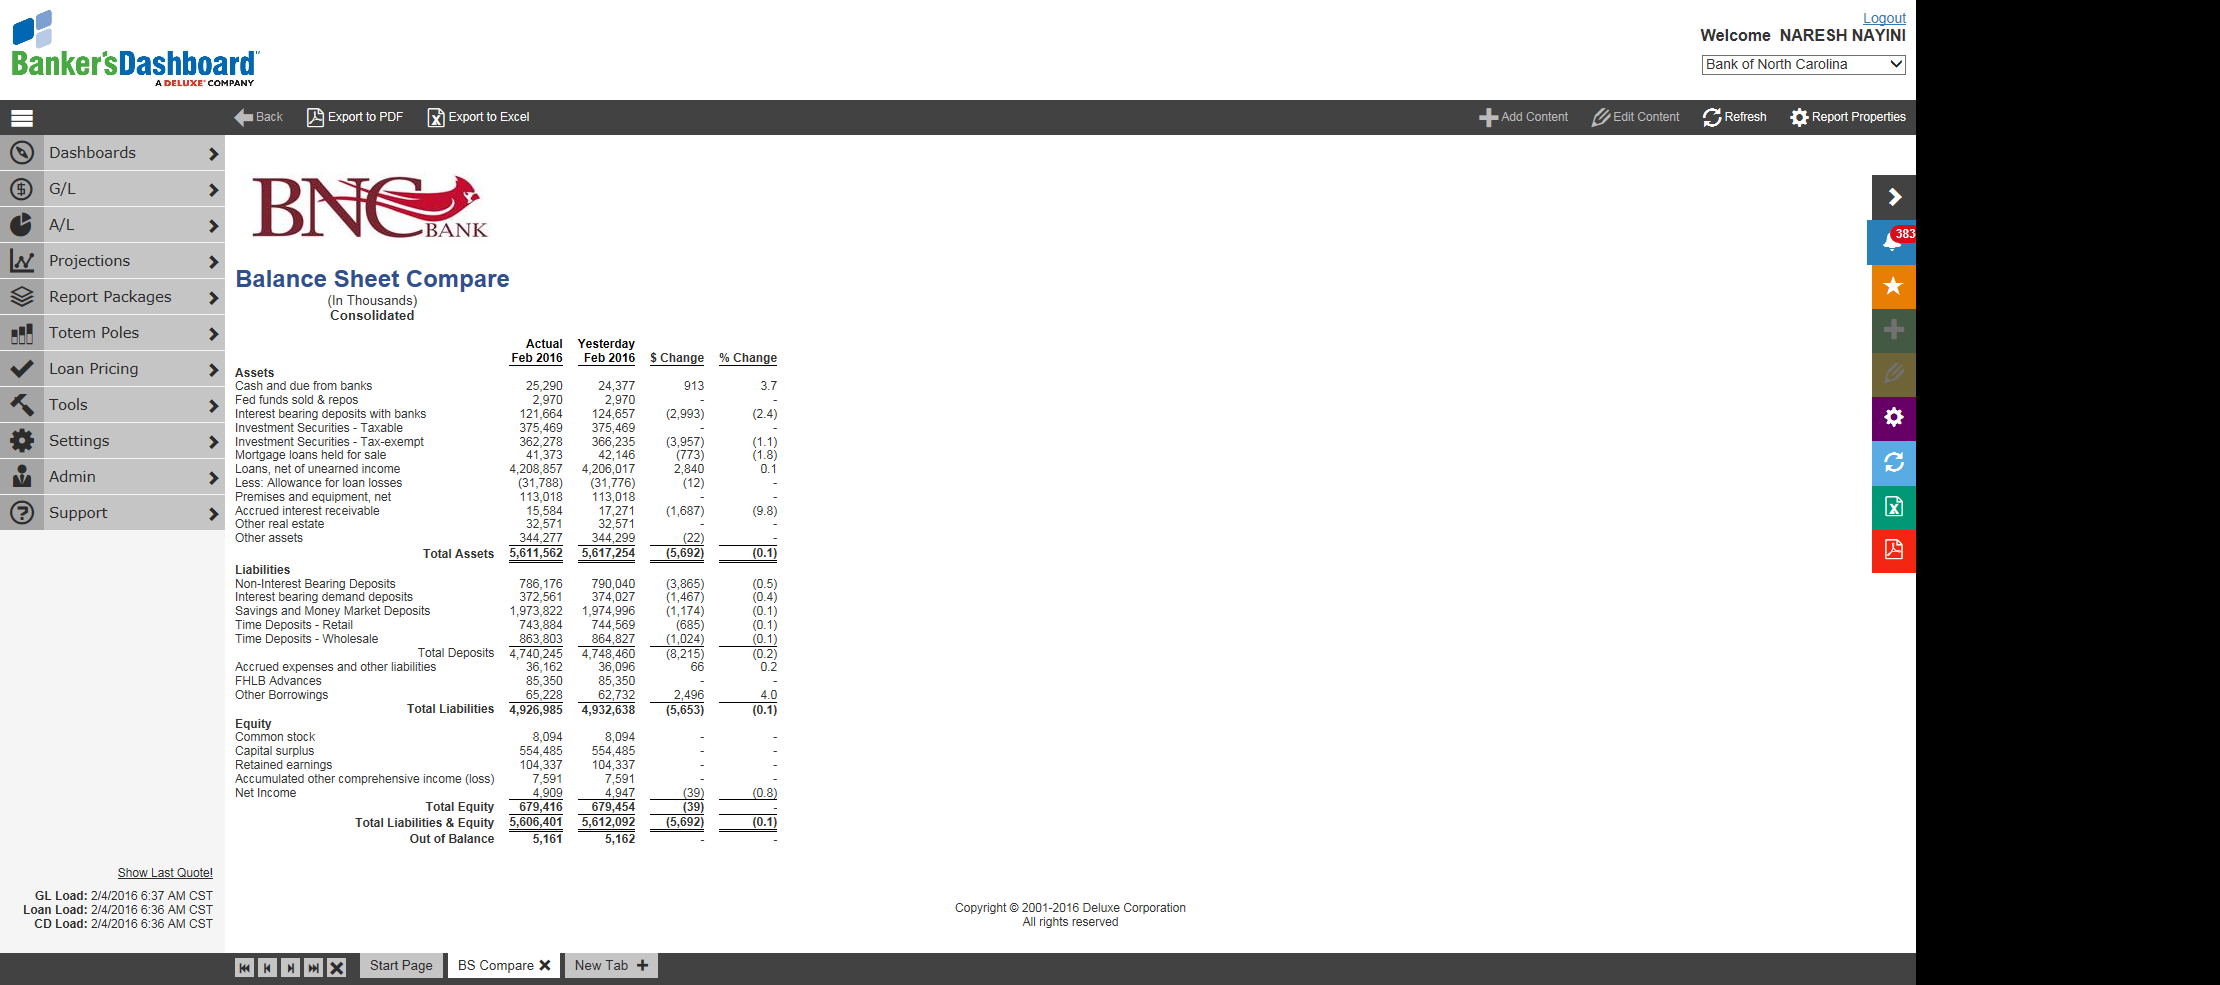 Logout
Banker'sDashboard
A DELUXE COMPANY
Welcome NARESH NAYINI
Bank of North Carolina
Back Export to PDF Export to Excel Add Content Edit Content Refresh Report Properties
Dashboards
G/L
A/L
Projections
Report Packages
Totem Poles
Loan Pricing
Tools
Settings
Admin
Support
383
BNC
BANK
Balance Sheet Compare
(In Thousands)
Consolidated
Actual Yesterday
Feb 2016 Feb 2016 $ Change % Change
Assets
Cash and due from banks 25,290 24,377 913 3.7
Fed funds sold & repos 2,970 2,970 - -
Interest bearing deposits with banks 121,664 124,657 (2,993) (2.4)
Investment Securities - Taxable 375,469 375,469 - -
Investment Securities - Tax-exempt 362,278 366,235 (3,957) (1.1)
Mortgage loans held for sale 41,373 42,146 (773) (1.8)
Loans, net of unearned income 4,208,857 4,206,017 2,840 0.1
Less: Allowance for loan losses (31,788) (31,776) (12) -
Premises and equipment, net 113,018 113,018 - -
Accrued interest receivable 15,584 17,271 (1,687) (9.8)
Other real estate 32,571 32,571 - -
Other assets 344,277 344,299 (22) -
Total Assets 5,611,562 5,617,254 (5,692) (0.1)
Liabilities
Non-Interest Bearing Deposits 786,176 790,040 (3,865) (0.5)
Interest bearing demand deposits 372,561 374,027 (1,467) (0.4)
Savings and Money Market Deposits 1,973,822 1,974,996 (1,174) (0.1)
Time Deposits - Retail 743,884 744,569 (685) (0.1)
Time Deposits - Wholesale 863,803 864,827 (1,024) (0.1)
Total Deposits 4,740,245 4,748,460 (8,215) (0.2)
Accrued expenses and other liabilities 36,162 36,096 66 0.2
FHLB Advances 85,350 85,350 - -
Other Borrowings 65,228 62,732 2,496 4.0
Total Liabilities 4,926,985 4,932,638 (5,653) (0.1)
Equity
Common stock 8,094 8,094 - -
Capital surplus 554,485 554,485 - -
Retained earnings 104,337 104,337 - -
Accumulated other comprehensive income (loss) 7,591 7,591 - -
Net Income 4,909 4,947 (39) (0.8)
Total Equity 679,416 679,454 (39) -
Total Liabilities & Equity 5,606,401 5,612,092 (5,692) (0.1)
Out of Balance 5,161 5,162 - -
Show Last Quote!
GL Load: 2/4/2016 6:37 AM CST
Loan Load: 2/4/2016 6:36 AM CST
CD Load: 2/4/2016 6:36 AM CST
Copyright © 2001-2016 Deluxe Corporation
All rights reserved
Start Page BS Compare New Tab